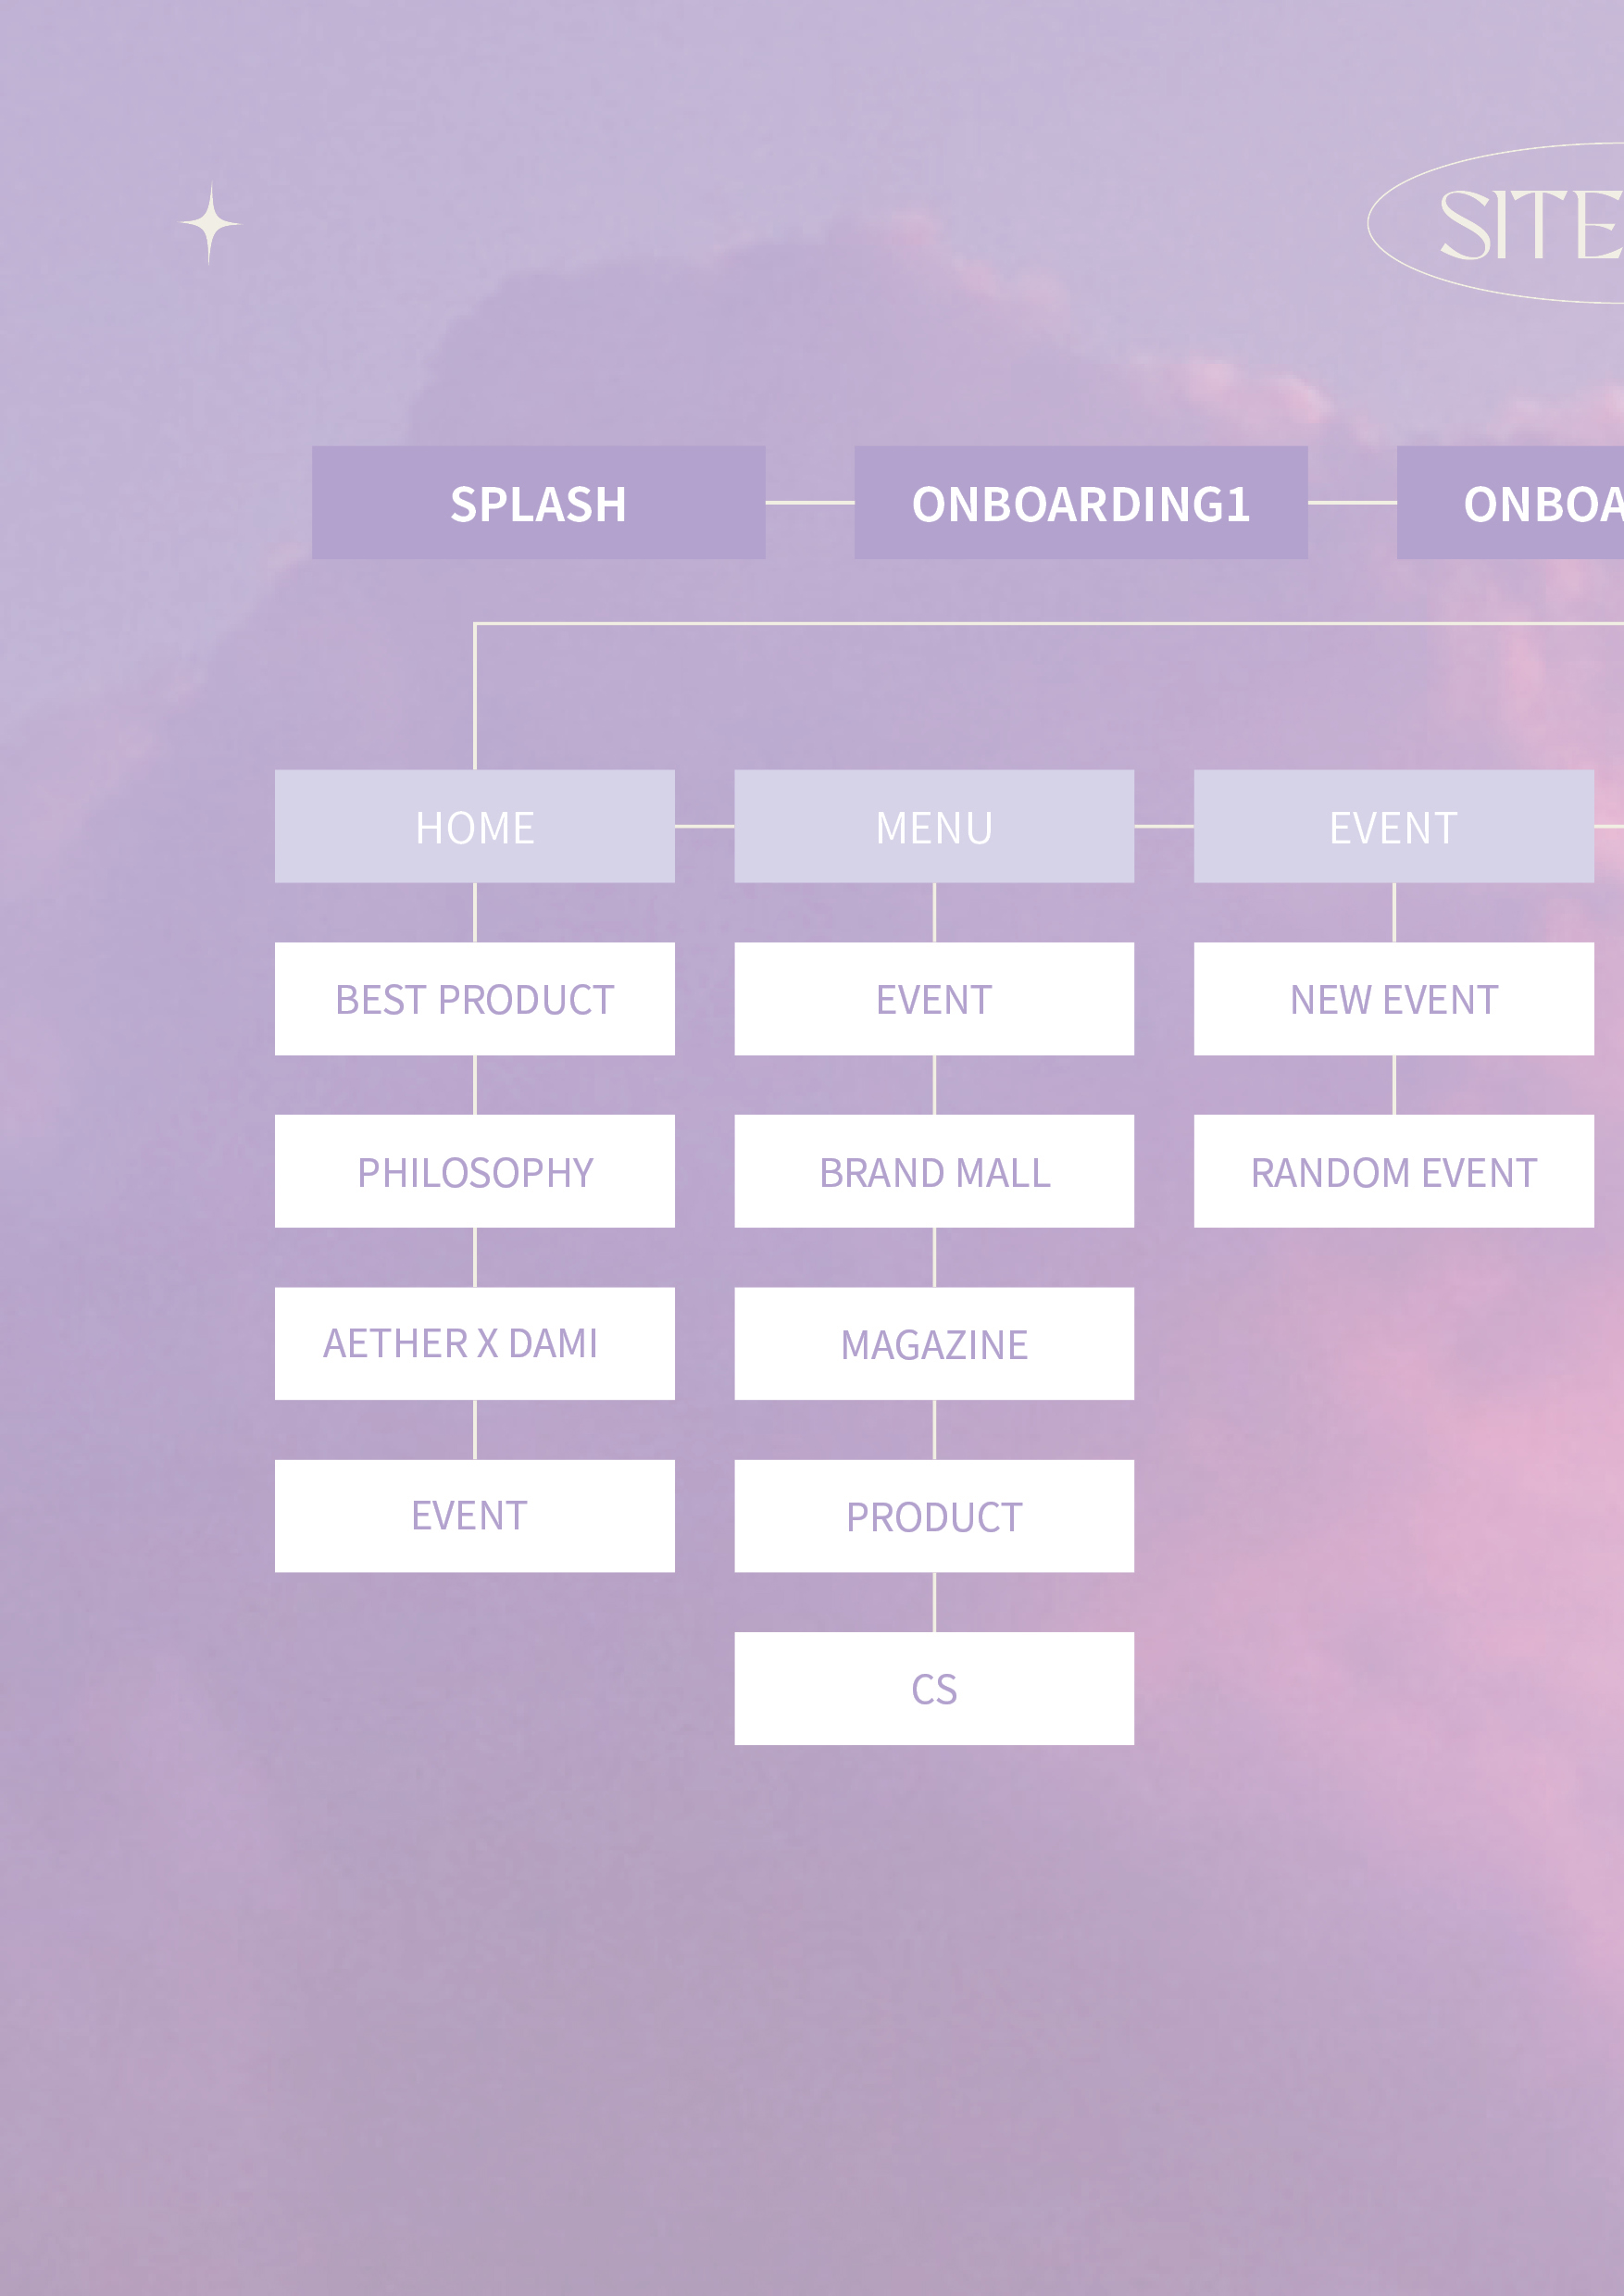 SITE
SPLASH
ONBOARDING1
HOME
MENU
EVENT
BEST PRODUCT
EVENT
NEW EVENT
PHILOSOPHY
BRAND MALL
RANDOM EVENT
AETHER X DAMI
MAGAZINE
EVENT
PRODUCT
CS